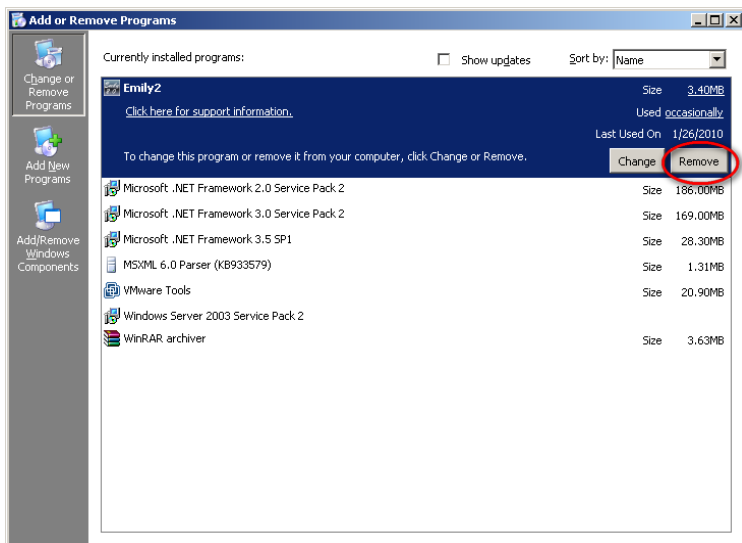 Add or Remove Programs
Change or
Remove
Programs
Add New
Programs
Add/Remove
Windows
Components
Currently installed programs:
Show updates
Sort by: Name
Emily2
Size 3.40MB
Click here for support information.
Used occasionally
Last Used On 1/26/2010
To change this program or remove it from your computer, click Change or Remove.
Change Remove
Microsoft .NET Framework 2.0 Service Pack 2 Size 186.00MB
Microsoft .NET Framework 3.0 Service Pack 2 Size 169.00MB
Microsoft .NET Framework 3.5 SP1 Size 28.30MB
MSXML 6.0 Parser (KB933579) Size 1.31MB
VMware Tools Size 20.90MB
Windows Server 2003 Service Pack 2
WinRAR archiver Size 3.63MB